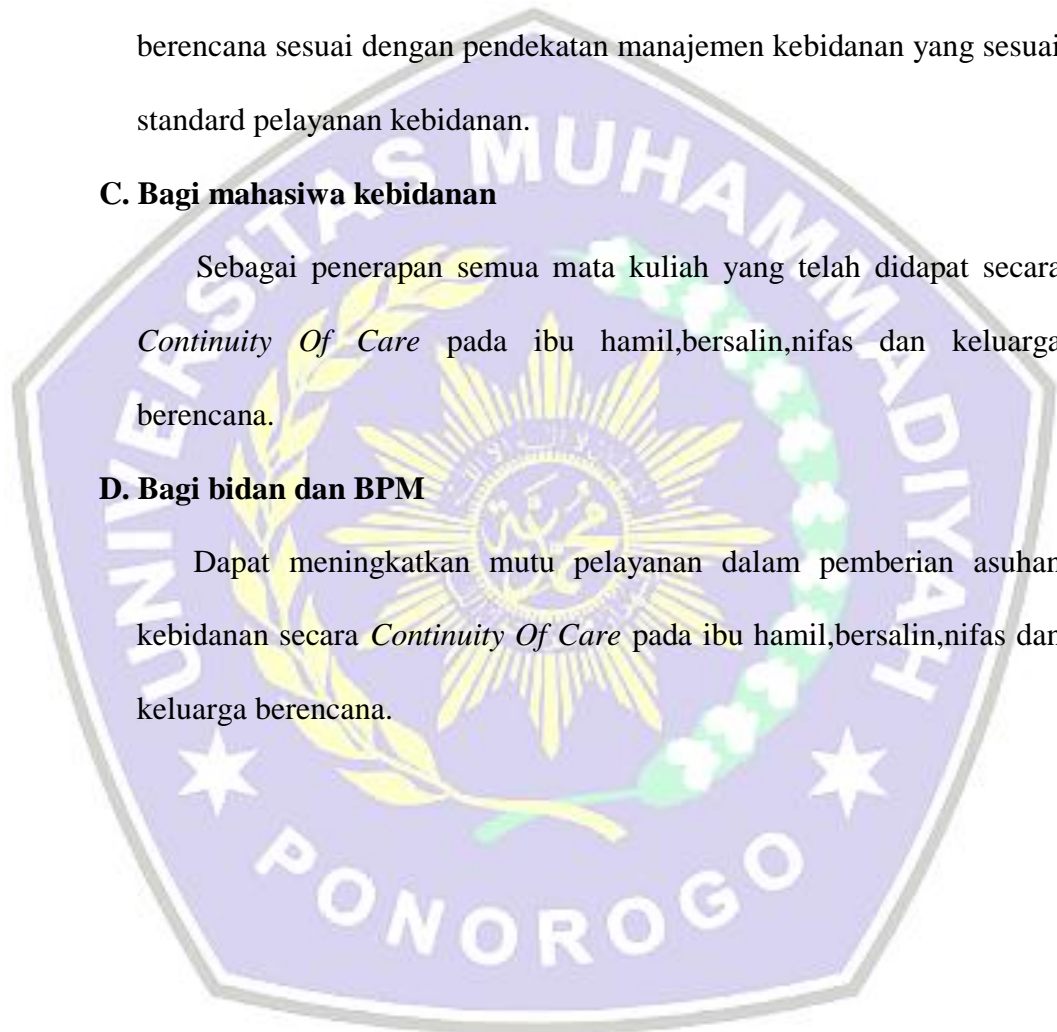 berencana sesuai dengan pendekatan manajemen kebidanan yang sesuai
standard pelayanan kebidanan.
C. Bagi mahasiwa kebidanan
Sebagai penerapan semua mata kuliah yang telah didapat secara
Continuity Of Care pada ibu hamil,bersalin,nifas dan keluarga
berencana.
D. Bagi bidan dan BPM
Dapat meningkatkan mutu pelayanan dalam pemberian asuhan
kebidanan secara Continuity Of Care pada ibu hamil,bersalin,nifas dan
keluarga berencana.
UNIVERSITAS MUHAMMADIYAH
PONOROGO